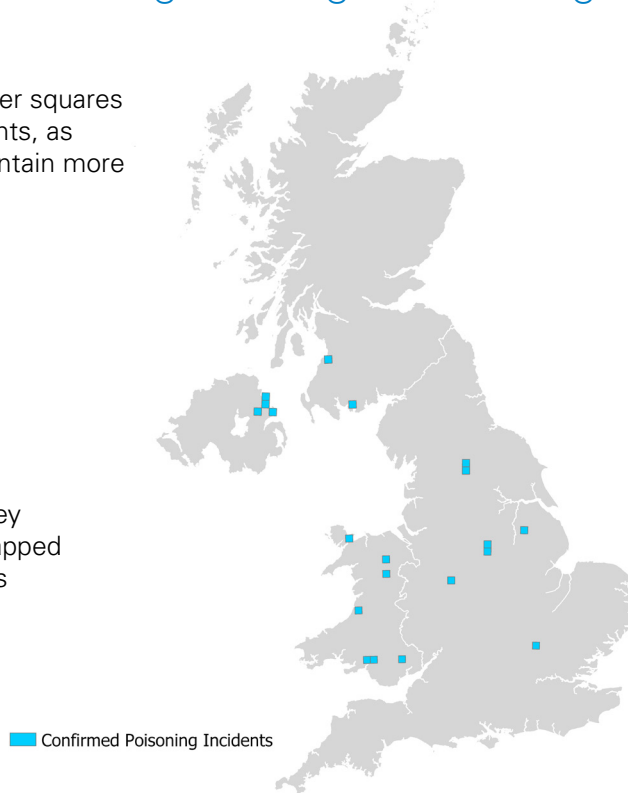 er squares
nts, as
ntain more
ey
apped
s
Confirmed Poisoning Incidents